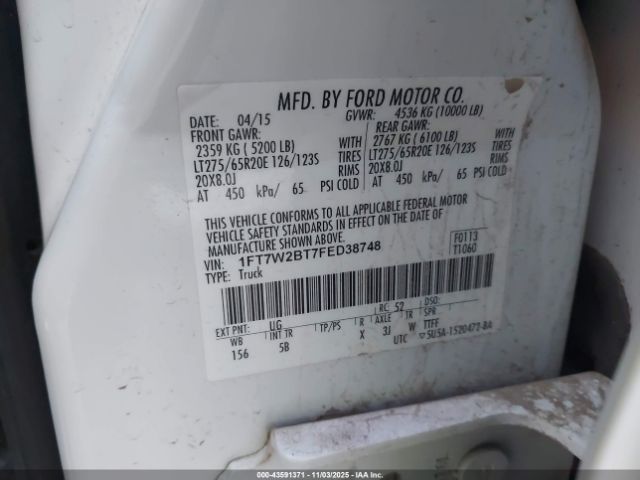 MFD. BY FORD MOTOR CO.
DATE: 04/15 GVWR: 4536 KG (10000 LB)
FRONT GAWR: REAR GAWR:
2359 KG ( 5200 LB) WITH 2767 KG ( 6100 LB) WITH
LT275/65R20E 126/123S TIRES LT275/65R20E 126/123S TIRES
20X8.0J RIMS 20X8.0J RIMS
AT 450 kPa/ 65 PSI COLD AT 450 kPa/ 65 PSI COLD
THIS VEHICLE CONFORMS TO ALL APPLICABLE FEDERAL MOTOR
VEHICLE SAFETY STANDARDS IN EFFECT ON THE DATE OF
MANUFACTURE SHOWN ABOVE.
VIN: 1FT7W2BT7FED38748 F0113
TYPE: Truck T1060
EXT PNT: UG RC: 52 DSO:
WB INT TR TP/PS R AXLE TR SPR
156 5B X 3J W TTFF
UTC 5U5A-1520472-BA
000-43591371 11/03/2025 IAA